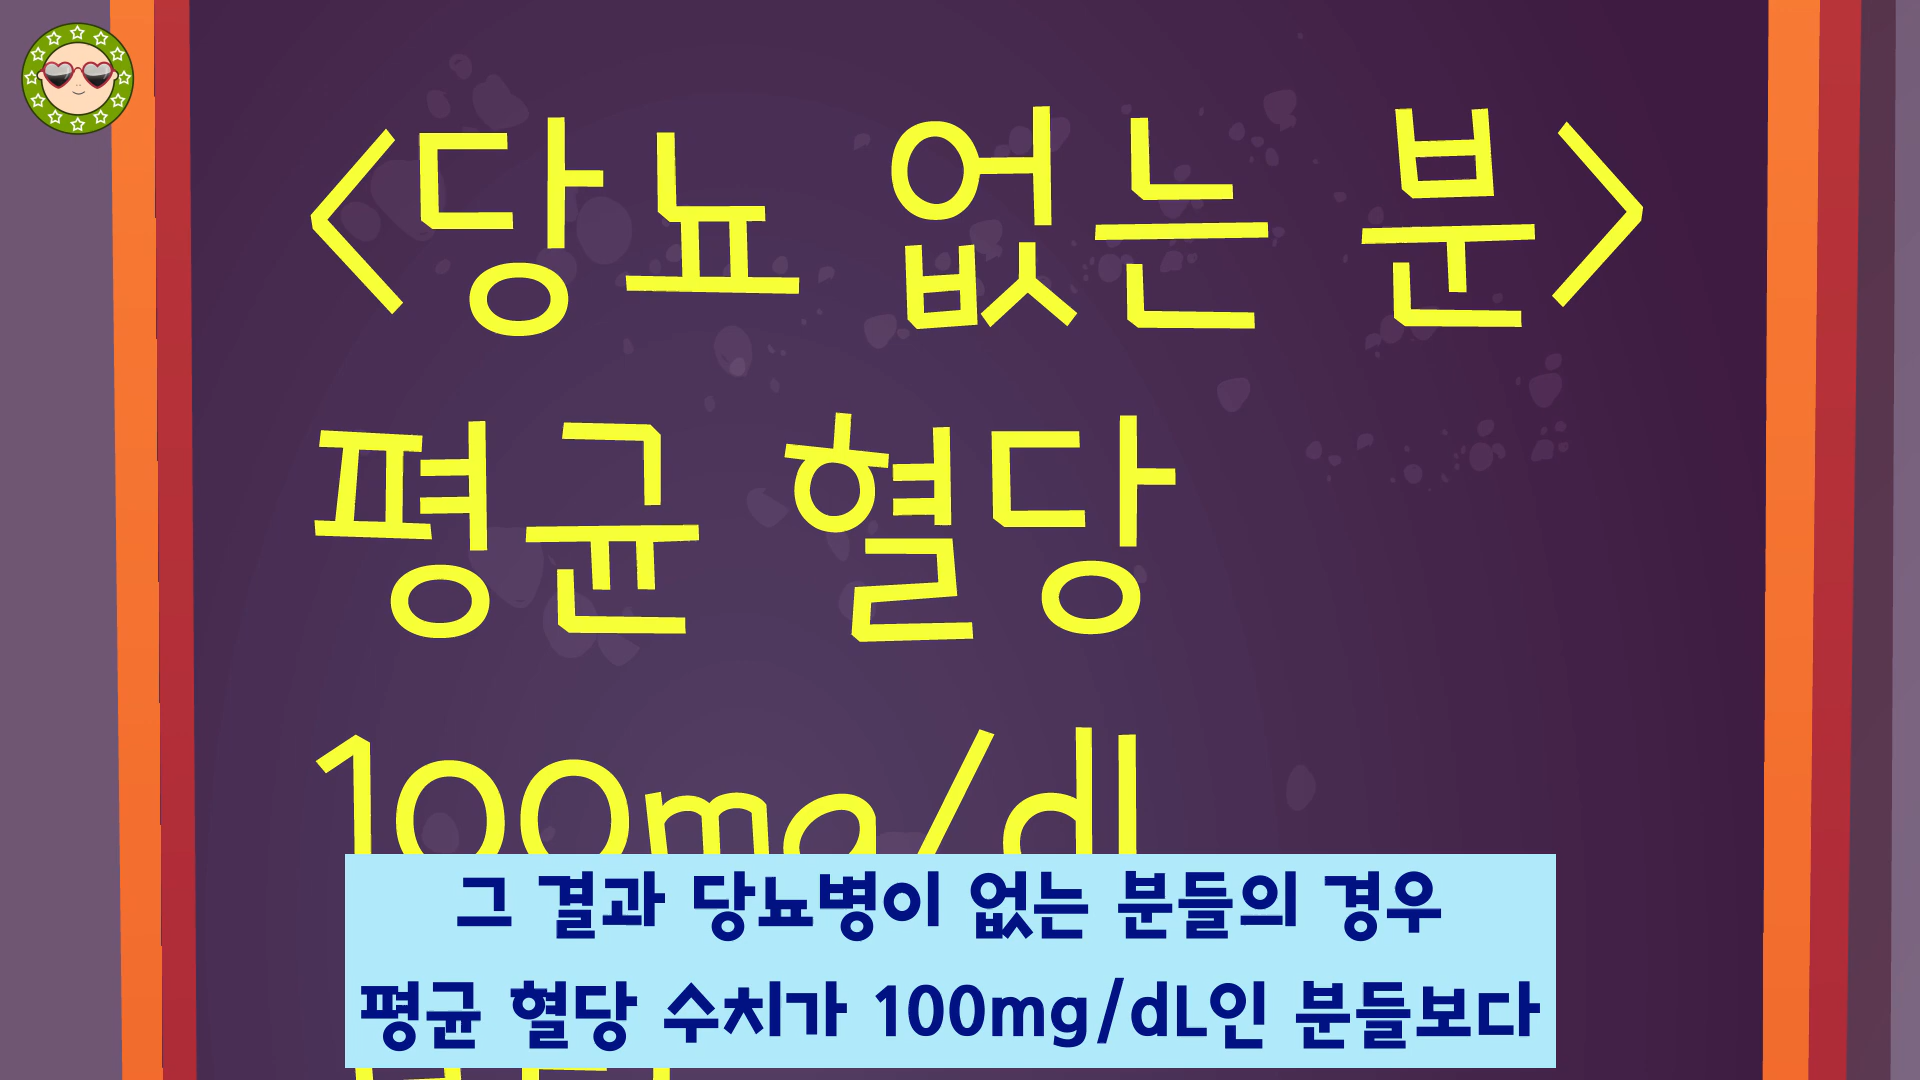 <당뇨 없는 분>
평균 혈당
100mg/dl
그 결과 당뇨병이 없는 분들의 경우
평균 혈당 수치가 100mg/dL인 분들보다